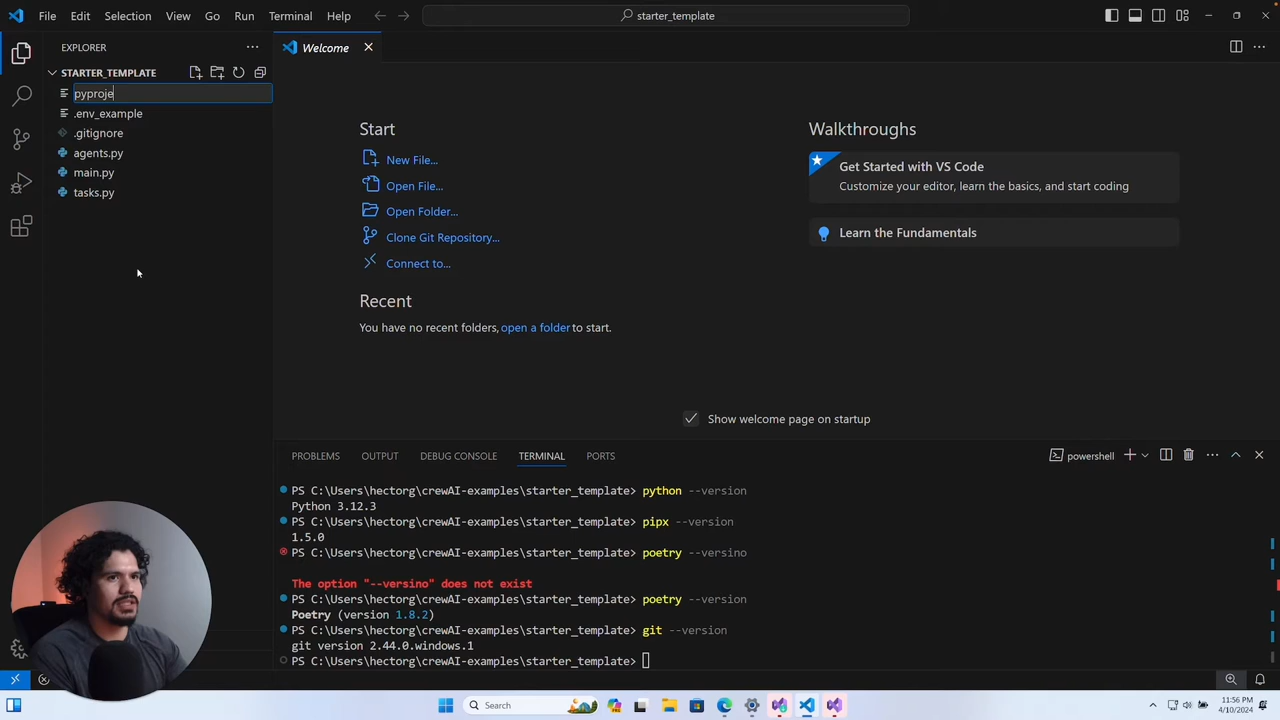 File Edit Selection View Go Run Terminal Help
starter_template
EXPLORER
Welcome
STARTER_TEMPLATE
pyproje
.env_example
.gitignore
agents.py
main.py
tasks.py
Start
New File...
Open File...
Open Folder...
Clone Git Repository...
Connect to...
Recent
You have no recent folders, open a folder to start.
Walkthroughs
Get Started with VS Code
Customize your editor, learn the basics, and start coding
Learn the Fundamentals
Show welcome page on startup
PROBLEMS OUTPUT DEBUG CONSOLE TERMINAL PORTS
powershell
PS C:\Users\hectorg\crewAI-examples\starter_template> python --version
Python 3.12.3
PS C:\Users\hectorg\crewAI-examples\starter_template> pipx --version
1.5.0
PS C:\Users\hectorg\crewAI-examples\starter_template> poetry --versino
The option "--versino" does not exist
PS C:\Users\hectorg\crewAI-examples\starter_template> poetry --version
Poetry (version 1.8.2)
PS C:\Users\hectorg\crewAI-examples\starter_template> git --version
git version 2.44.0.windows.1
PS C:\Users\hectorg\crewAI-examples\starter_template>
Search
11:56 PM
4/10/2024